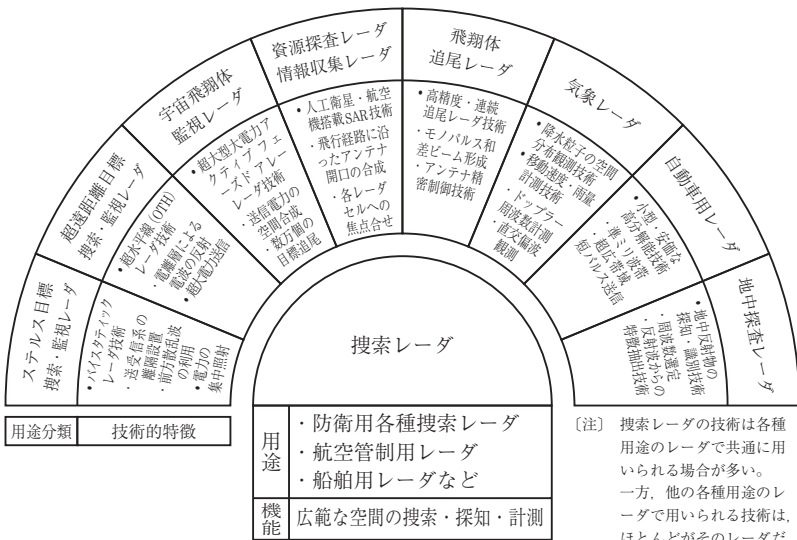 ステルス目標
捜索・監視レーダ
• バイスタティック
レーダ技術
・送受信系の
離隔設置
・前方散乱波
の利用
• 電力の
集中照射
超遠距離目標
捜索・監視レーダ
• 超水平線 (OTH)
レーダ技術
・電離層による
電波の反射
• 超大電力送信
宇宙飛翔体
監視レーダ
• 超大型大電力ア
クティブフェ
ーズドアレー
レーダ技術
・送信電力の
空間合成
数万個の
目標追尾
資源探査レーダ
情報収集レーダ
• 人工衛星・航空
機搭載SAR技術
・飛行経路に沿
ったアンテナ
開口の合成
・各レーダ
セルへの
焦点合せ
飛翔体
追尾レーダ
• 高精度・連続
追尾レーダ技術
・モノパルス和
差ビーム形成
・アンテナ精
密制御技術
気象レーダ
• 降水粒子の空間
分布観測技術
• 移動速度・雨量
計測技術
・ドップラー
周波数計測
・直交偏波
観測
自動車用レーダ
• 小型・安価な
高分解能技術
・準ミリ波帯
・超広帯域
短パルス送信
地中探査レーダ
• 地中反射物の
探知・識別技術
・周波数選定
・反射波からの
特徴抽出技術
捜索レーダ
用途分類 技術的特徴
用途
・防衛用各種捜索レーダ
・航空管制用レーダ
・船舶用レーダなど
機能
広範な空間の捜索・探知・計測
〔注〕 捜索レーダの技術は各種
用途のレーダで共通に用
いられる場合が多い。
一方，他の各種用途のレ
ーダで用いられる技術は，
ほとんどがそのレーダだ